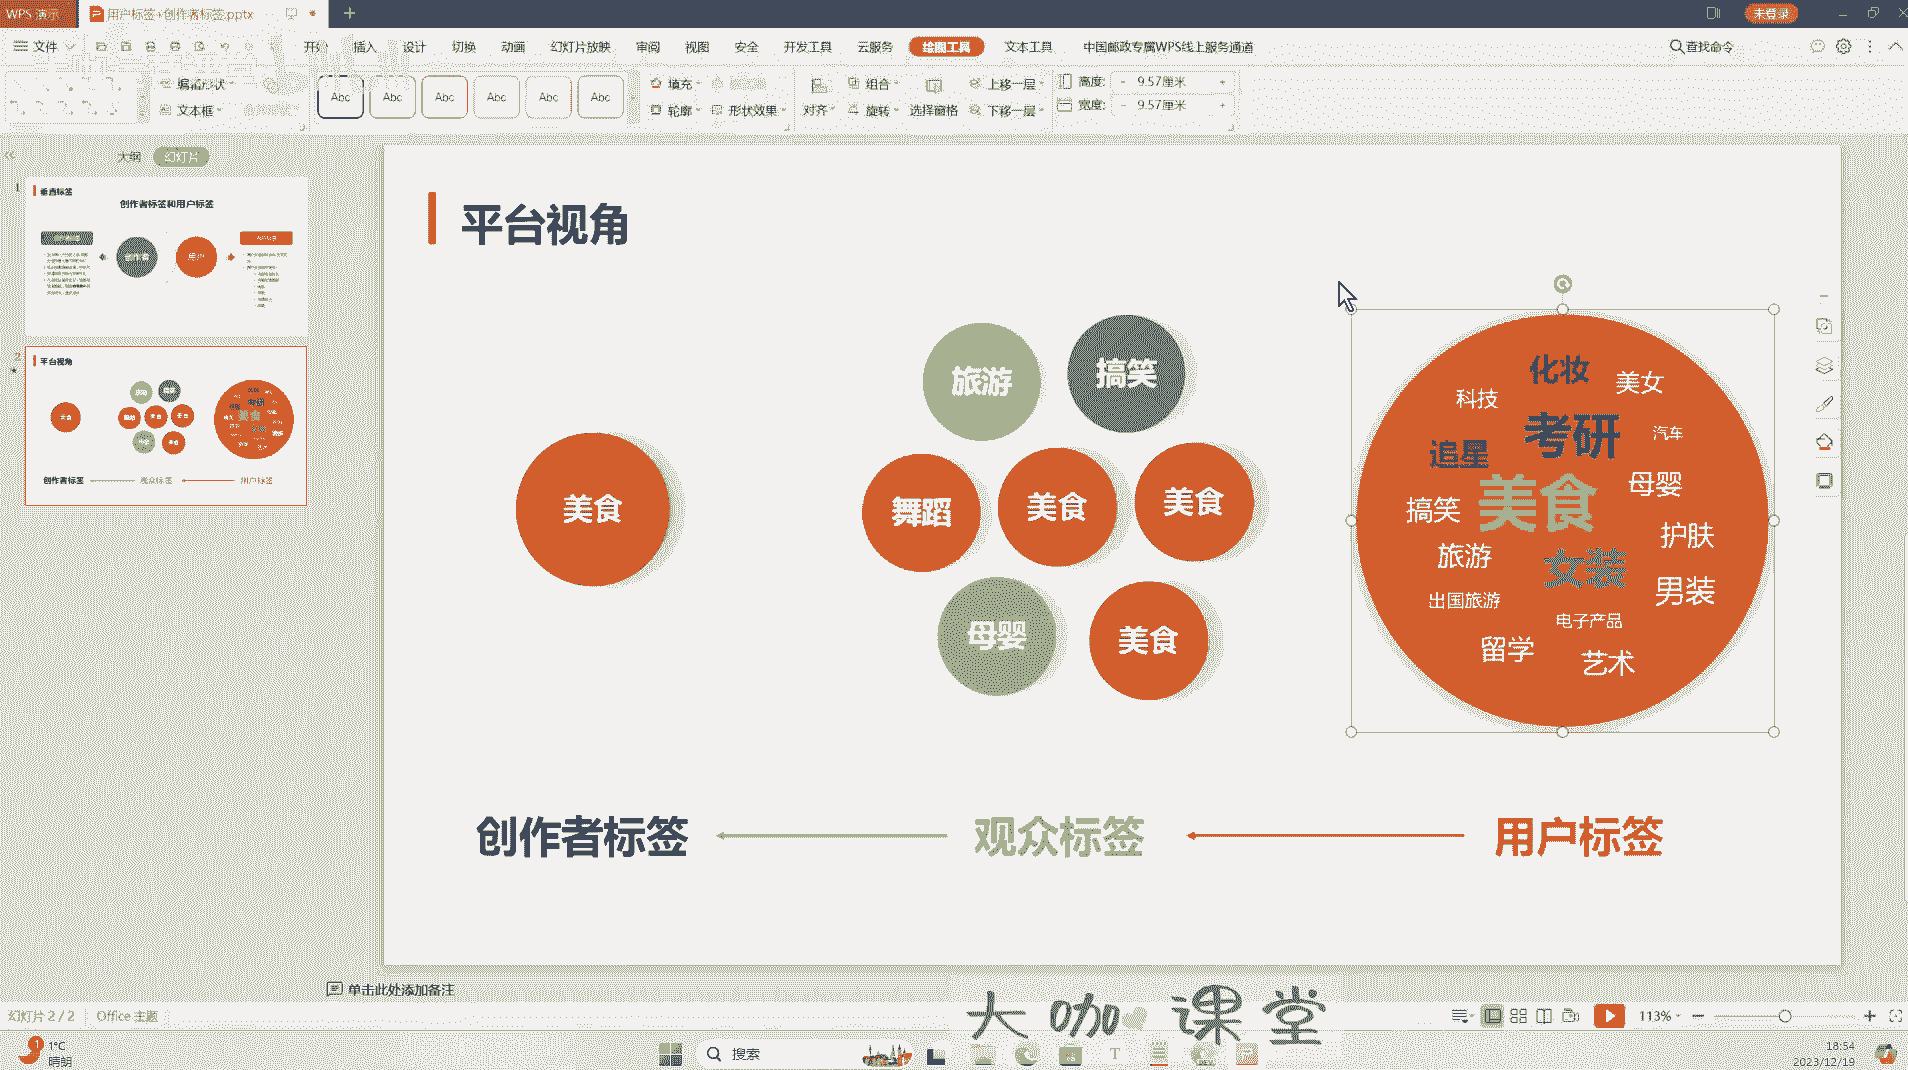 WPS 演示
用户标签+创作者标签.pptx
未登录
文件
开始 插入 设计 切换 动画 幻灯片放映 审阅 视图 安全 开发工具 云服务 绘图工具 文本工具 中国邮政专属WPS线上服务通道
查找命令
编辑形状
文本框
Abc Abc Abc Abc Abc Abc
填充
轮廓 形状效果
对齐
组合
旋转
选择窗格
上移一层
下移一层
高度: 9.57厘米
宽度: 9.57厘米
大纲 幻灯片
1
垂直标签
创作者标签和用户标签
创作者 用户
2
平台视角
美食
创作者标签 观众标签 用户标签
平台视角
美食
旅游
搞笑
舞蹈
美食
美食
母婴
美食
化妆
美女
科技
考研
汽车
追星
美食
母婴
搞笑
护肤
旅游
女装
男装
出国旅游
电子产品
留学
艺术
创作者标签
观众标签
用户标签
单击此处添加备注
大咖课堂
幻灯片 2 / 2
Office 主题
113%
1°C
晴朗
搜索
18:54
2023/12/19